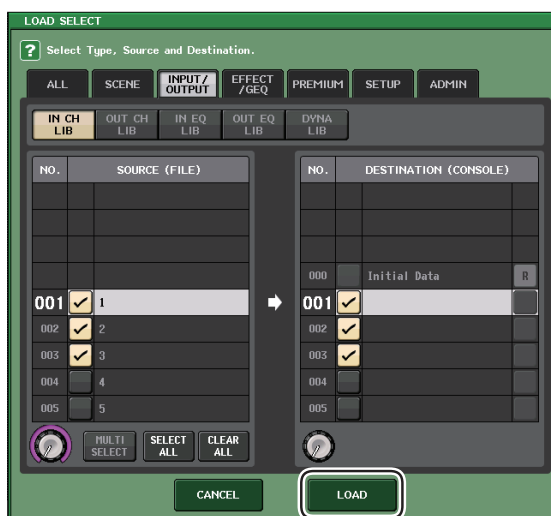 LOAD SELECT
? Select Type, Source and Destination.
ALL SCENE INPUT/OUTPUT EFFECT/GEQ PREMIUM SETUP ADMIN
IN CH LIB OUT CH LIB IN EQ LIB OUT EQ LIB DYNA LIB
NO. SOURCE (FILE) NO. DESTINATION (CONSOLE)
000 Initial Data R
001 1 001
002 2 002
003 3 003
004 4 004
005 5 005
MULTI SELECT SELECT ALL CLEAR ALL
CANCEL LOAD